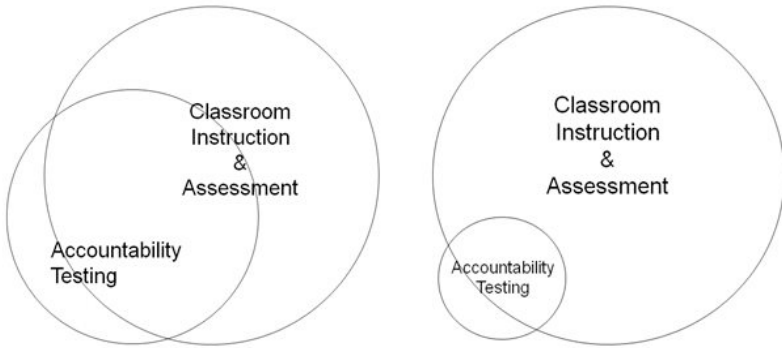 Classroom
Instruction
&
Assessment
Accountability
Testing
Classroom
Instruction
&
Assessment
Accountability
Testing